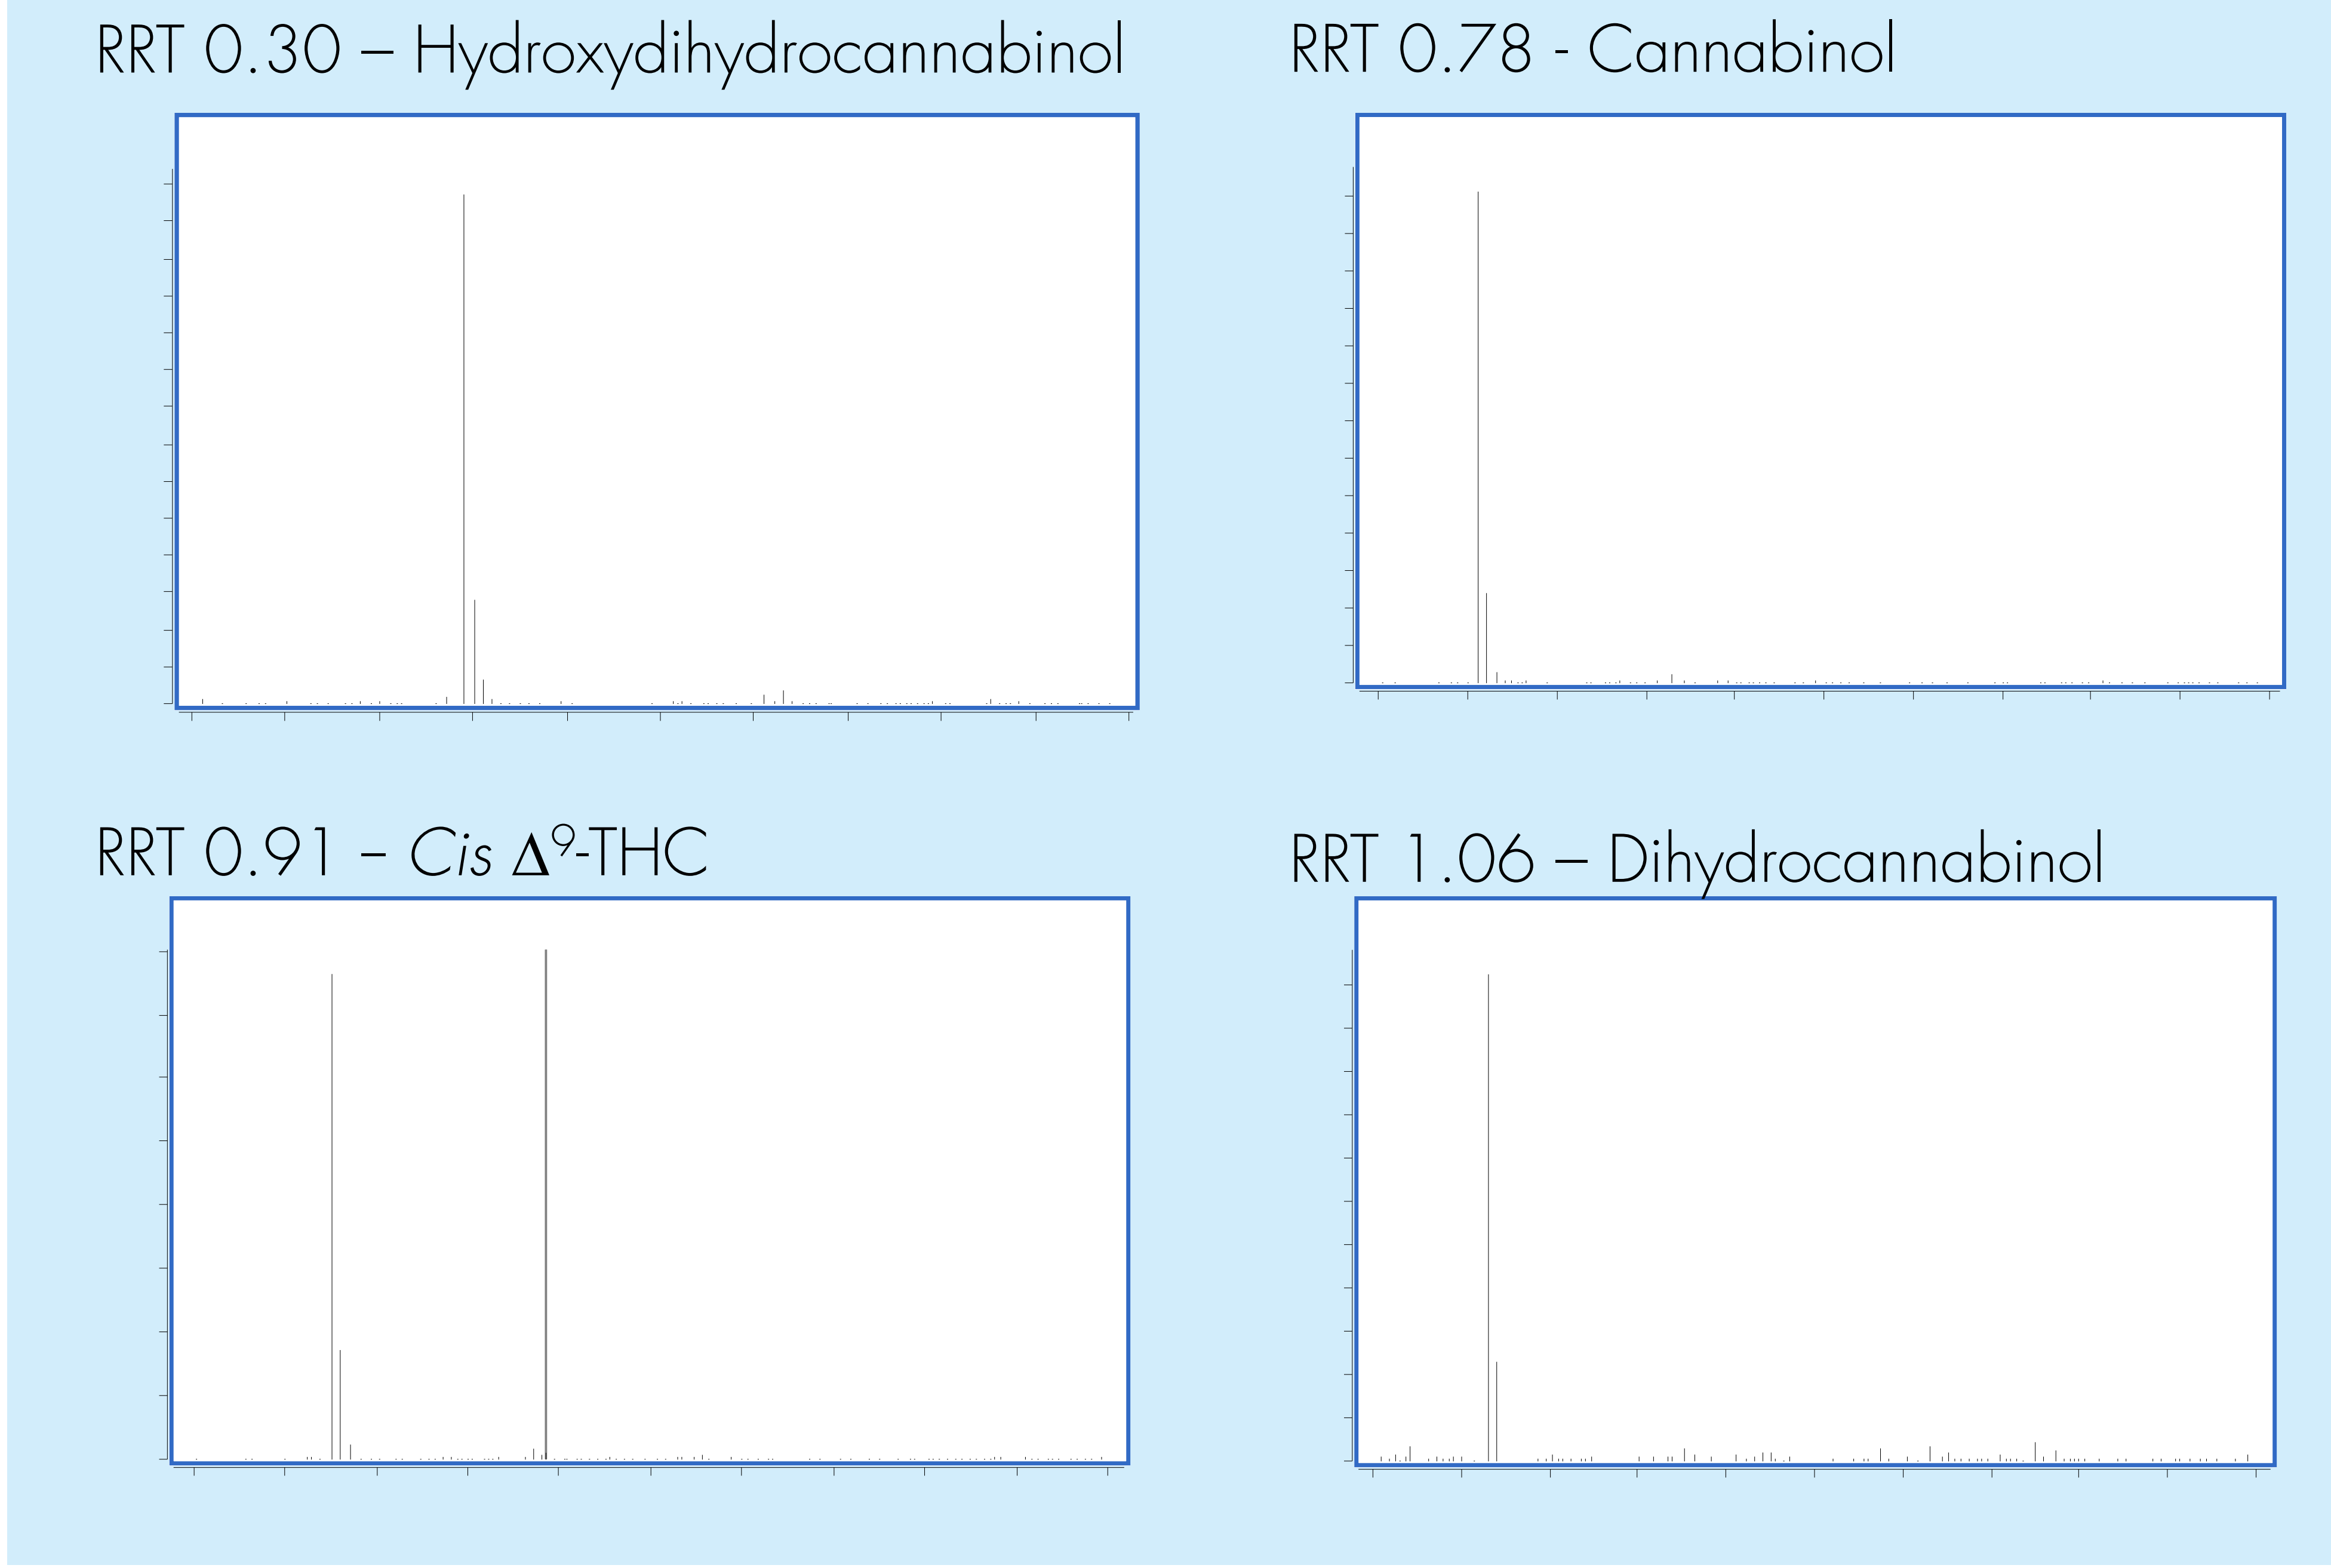 RRT 0.30 – Hydroxydihydrocannabinol
RRT 0.78 - Cannabinol
RRT 0.91 – Cis Δ⁹-THC
RRT 1.06 – Dihydrocannabinol